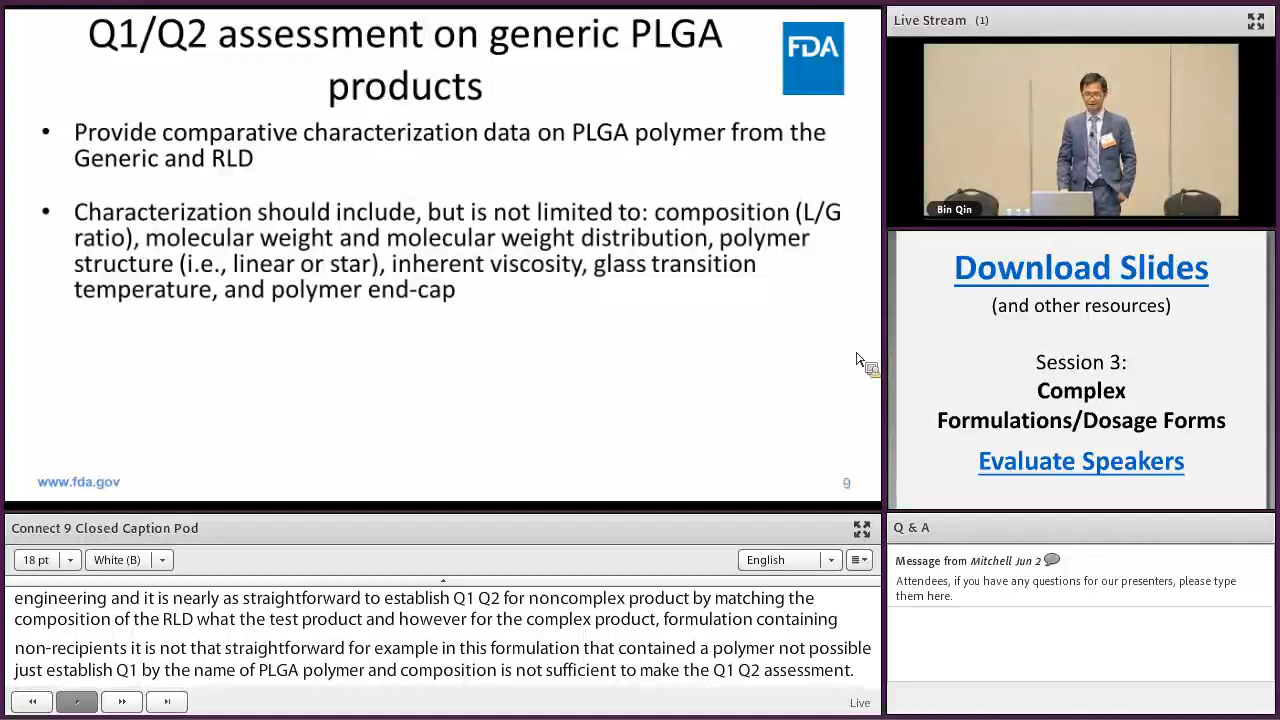 Q1/Q2 assessment on generic PLGA
products
FDA
• Provide comparative characterization data on PLGA polymer from the
Generic and RLD
• Characterization should include, but is not limited to: composition (L/G
ratio), molecular weight and molecular weight distribution, polymer
structure (i.e., linear or star), inherent viscosity, glass transition
temperature, and polymer end-cap
www.fda.gov
9
Live Stream (1)
Bin Qin
Download Slides
(and other resources)
Session 3:
Complex
Formulations/Dosage Forms
Evaluate Speakers
Connect 9 Closed Caption Pod
18 pt
White (B)
English
engineering and it is nearly as straightforward to establish Q1 Q2 for noncomplex product by matching the
composition of the RLD what the test product and however for the complex product, formulation containing
non-recipients it is not that straightforward for example in this formulation that contained a polymer not possible
just establish Q1 by the name of PLGA polymer and composition is not sufficient to make the Q1 Q2 assessment.
Live
Q & A
Message from Mitchell Jun 2
Attendees, if you have any questions for our presenters, please type
them here.